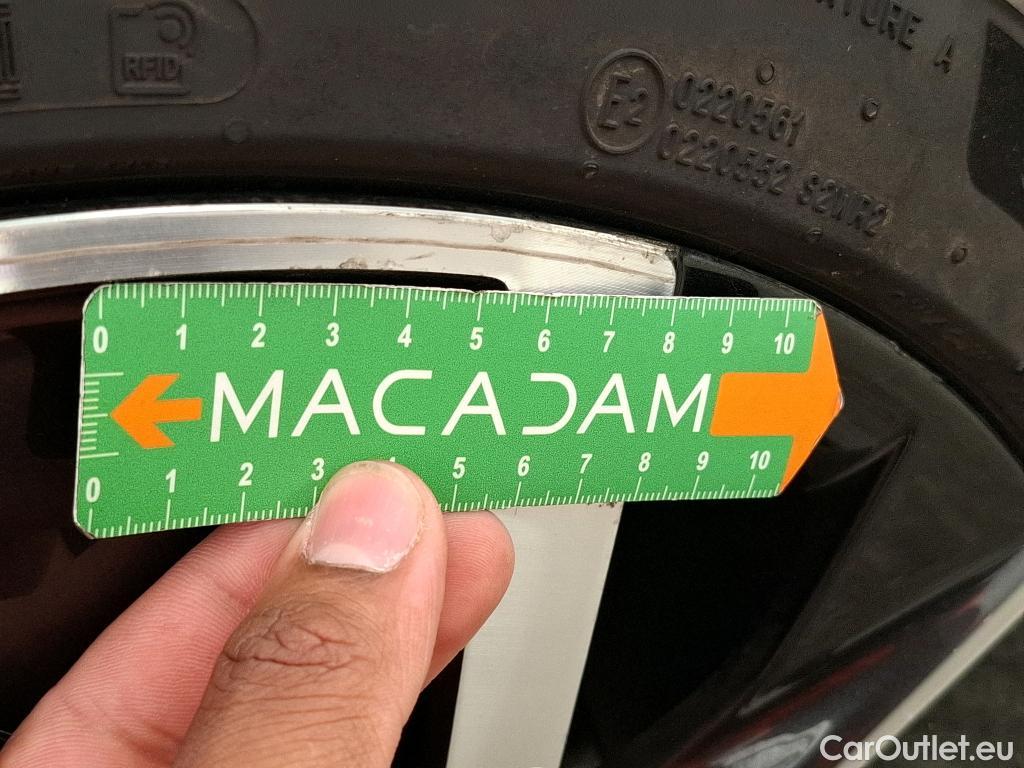 RFID
E2
0220561
0220552 S2WR2
ATURE A
0 1 2 3 4 5 6 7 8 9 10
MACADAM
0 1 2 3 4 5 6 7 8 9 10
CarOutlet.eu